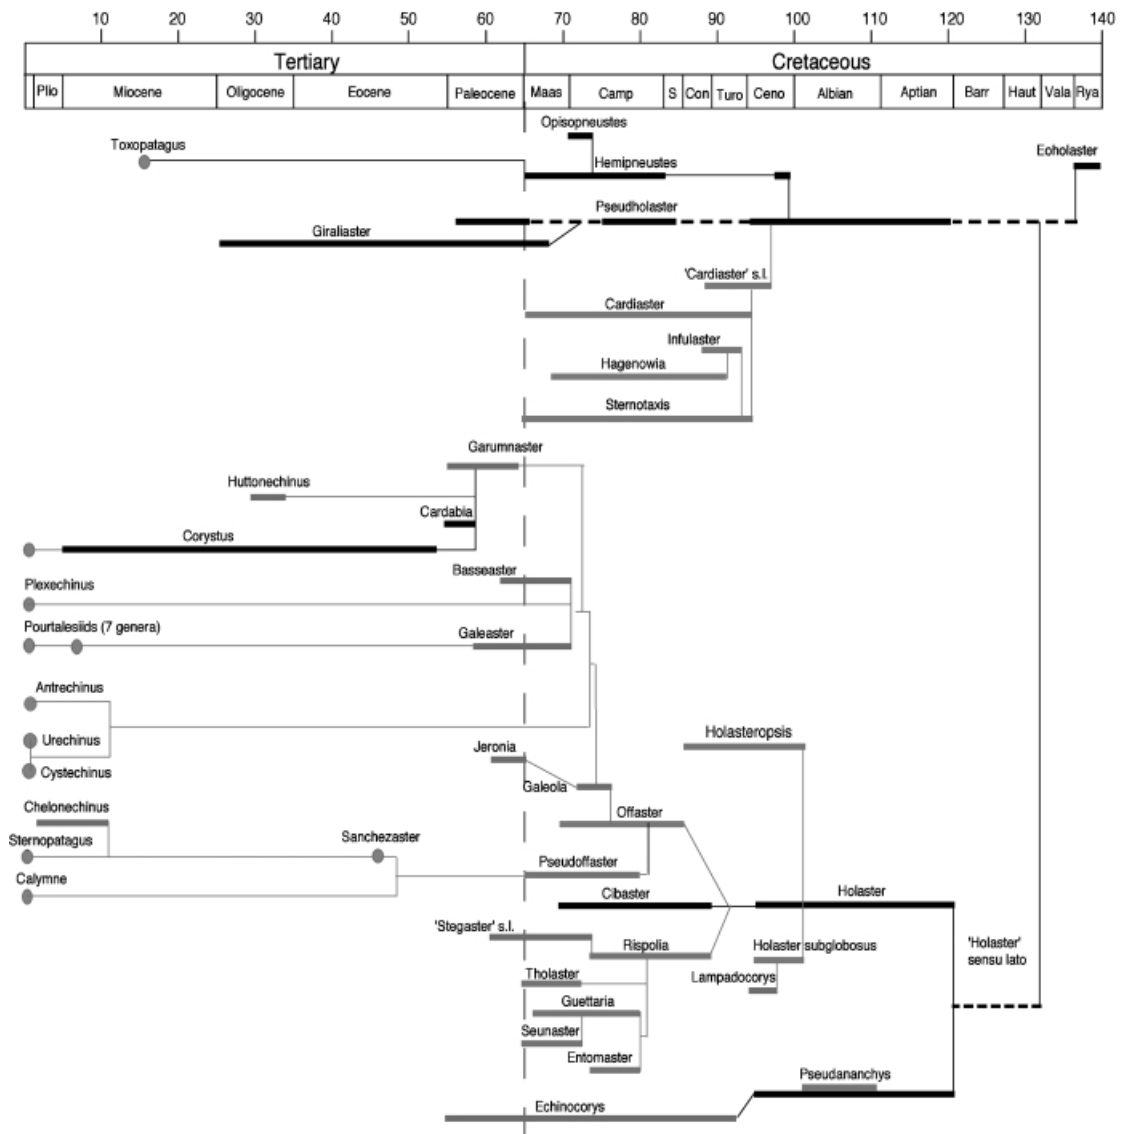 10 20 30 40 50 60 70 80 90 100 110 120 130 140
Tertiary Cretaceous
Plio Miocene Oligocene Eocene Paleocene Maas Camp S Con Turo Ceno Albian Aptian Barr Haut Vala Rya
Opisopneustes
Toxopatagus
Eoholaster
Hemipneustes
Pseudholaster
Giraliaster
'Cardiaster' s.l.
Cardiaster
Infulaster
Hagenowia
Sternotaxis
Garumnaster
Huttonechinus
Cardabia
Corystus
Basseaster
Plexechinus
Pourtalesiids (7 genera)
Galeaster
Antrechinus
Urechinus
Holasteropsis
Jeronia
Cystechinus
Galeola
Chelonechinus
Offaster
Sternopatagus
Sanchezaster
Pseudoffaster
Calymne
Cibaster
Holaster
'Stegaster' s.l.
Rispolia
Holaster subglobosus
'Holaster'
sensu lato
Tholaster
Lampadocorys
Guettaria
Seunaster
Entomaster
Pseudananchys
Echinocorys